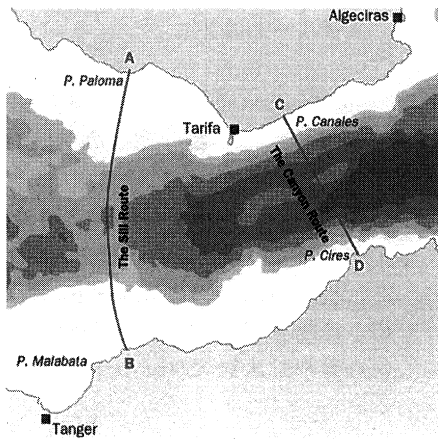 Algeciras
A
P. Paloma
C
P. Canales
Tarifa
The Canyon Route
The Sill Route
P. Cires
D
B
P. Malabata
Tanger